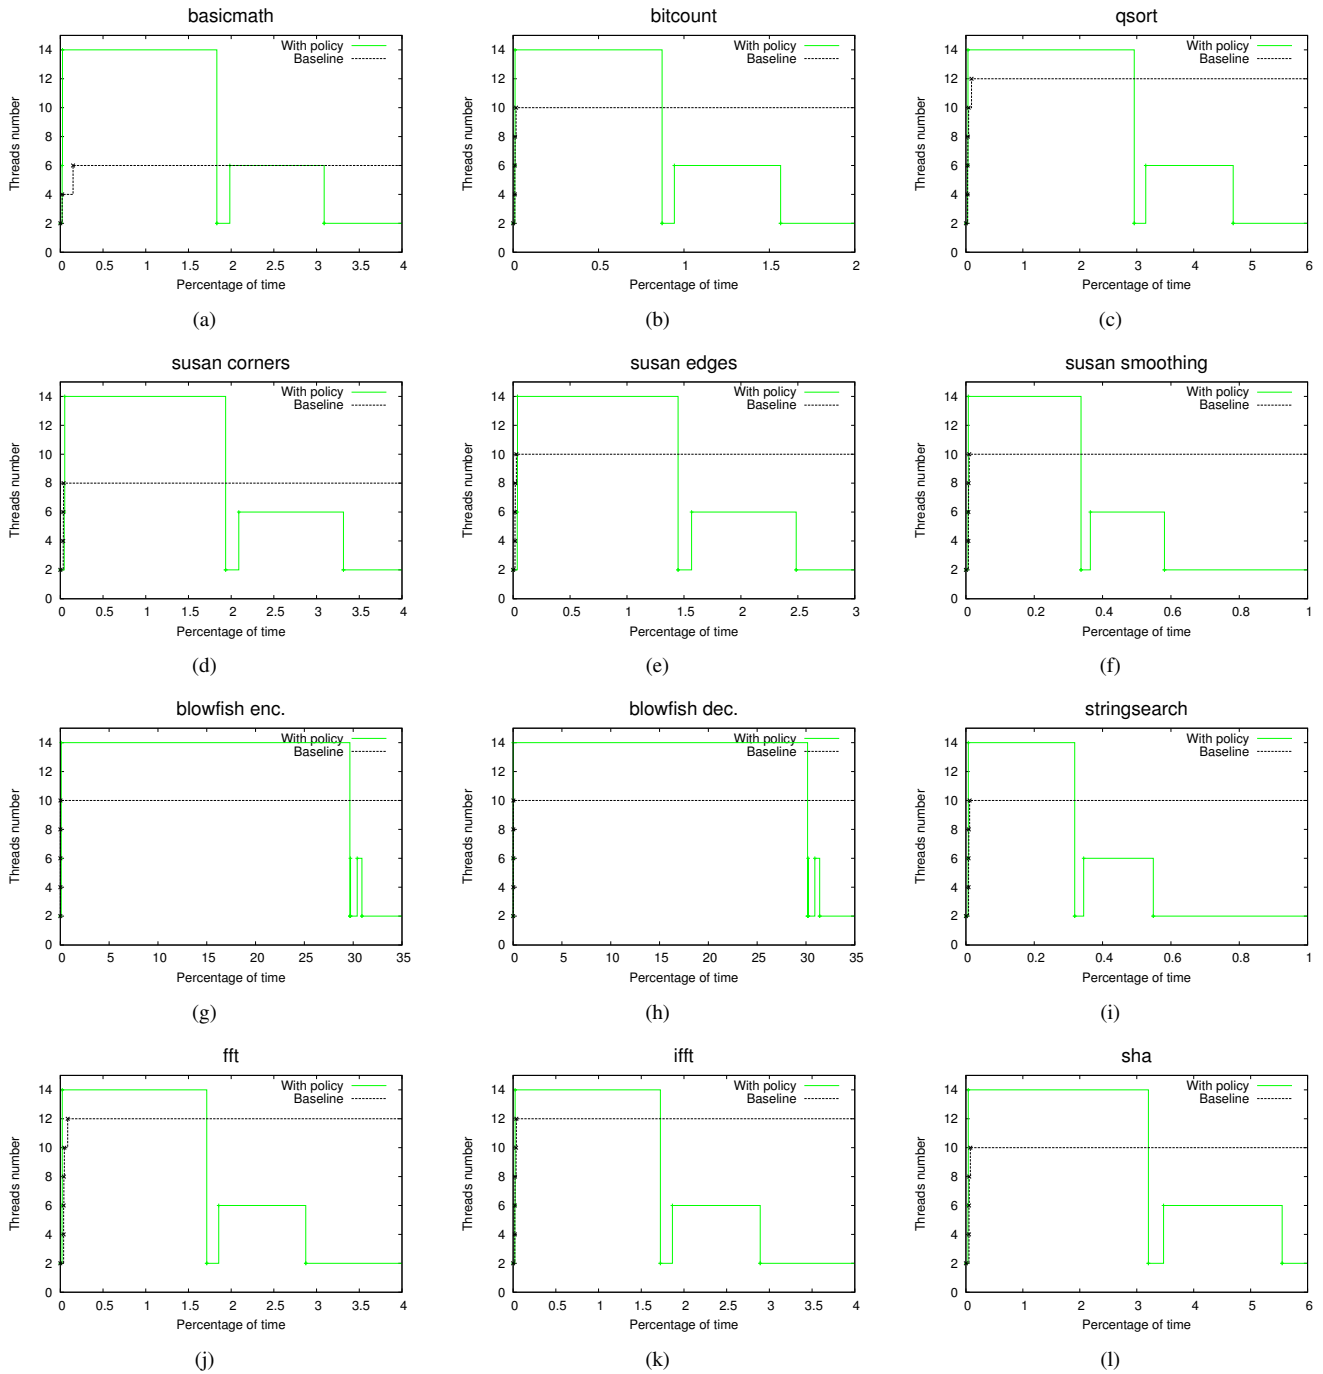 basicmath
With policy
Baseline
Threads number
14
12
10
8
6
4
2
0
0 0.5 1 1.5 2 2.5 3 3.5 4
Percentage of time
(a)
bitcount
With policy
Baseline
Threads number
14
12
10
8
6
4
2
0
0 0.5 1 1.5 2
Percentage of time
(b)
qsort
With policy
Baseline
Threads number
14
12
10
8
6
4
2
0
0 1 2 3 4 5 6
Percentage of time
(c)
susan corners
With policy
Baseline
Threads number
14
12
10
8
6
4
2
0
0 0.5 1 1.5 2 2.5 3 3.5 4
Percentage of time
(d)
susan edges
With policy
Baseline
Threads number
14
12
10
8
6
4
2
0
0 0.5 1 1.5 2 2.5 3
Percentage of time
(e)
susan smoothing
With policy
Baseline
Threads number
14
12
10
8
6
4
2
0
0 0.2 0.4 0.6 0.8 1
Percentage of time
(f)
blowfish enc.
With policy
Baseline
Threads number
14
12
10
8
6
4
2
0
0 5 10 15 20 25 30 35
Percentage of time
(g)
blowfish dec.
With policy
Baseline
Threads number
14
12
10
8
6
4
2
0
0 5 10 15 20 25 30 35
Percentage of time
(h)
stringsearch
With policy
Baseline
Threads number
14
12
10
8
6
4
2
0
0 0.2 0.4 0.6 0.8 1
Percentage of time
(i)
fft
With policy
Baseline
Threads number
14
12
10
8
6
4
2
0
0 0.5 1 1.5 2 2.5 3 3.5 4
Percentage of time
(j)
ifft
With policy
Baseline
Threads number
14
12
10
8
6
4
2
0
0 0.5 1 1.5 2 2.5 3 3.5 4
Percentage of time
(k)
sha
With policy
Baseline
Threads number
14
12
10
8
6
4
2
0
0 1 2 3 4 5 6
Percentage of time
(l)